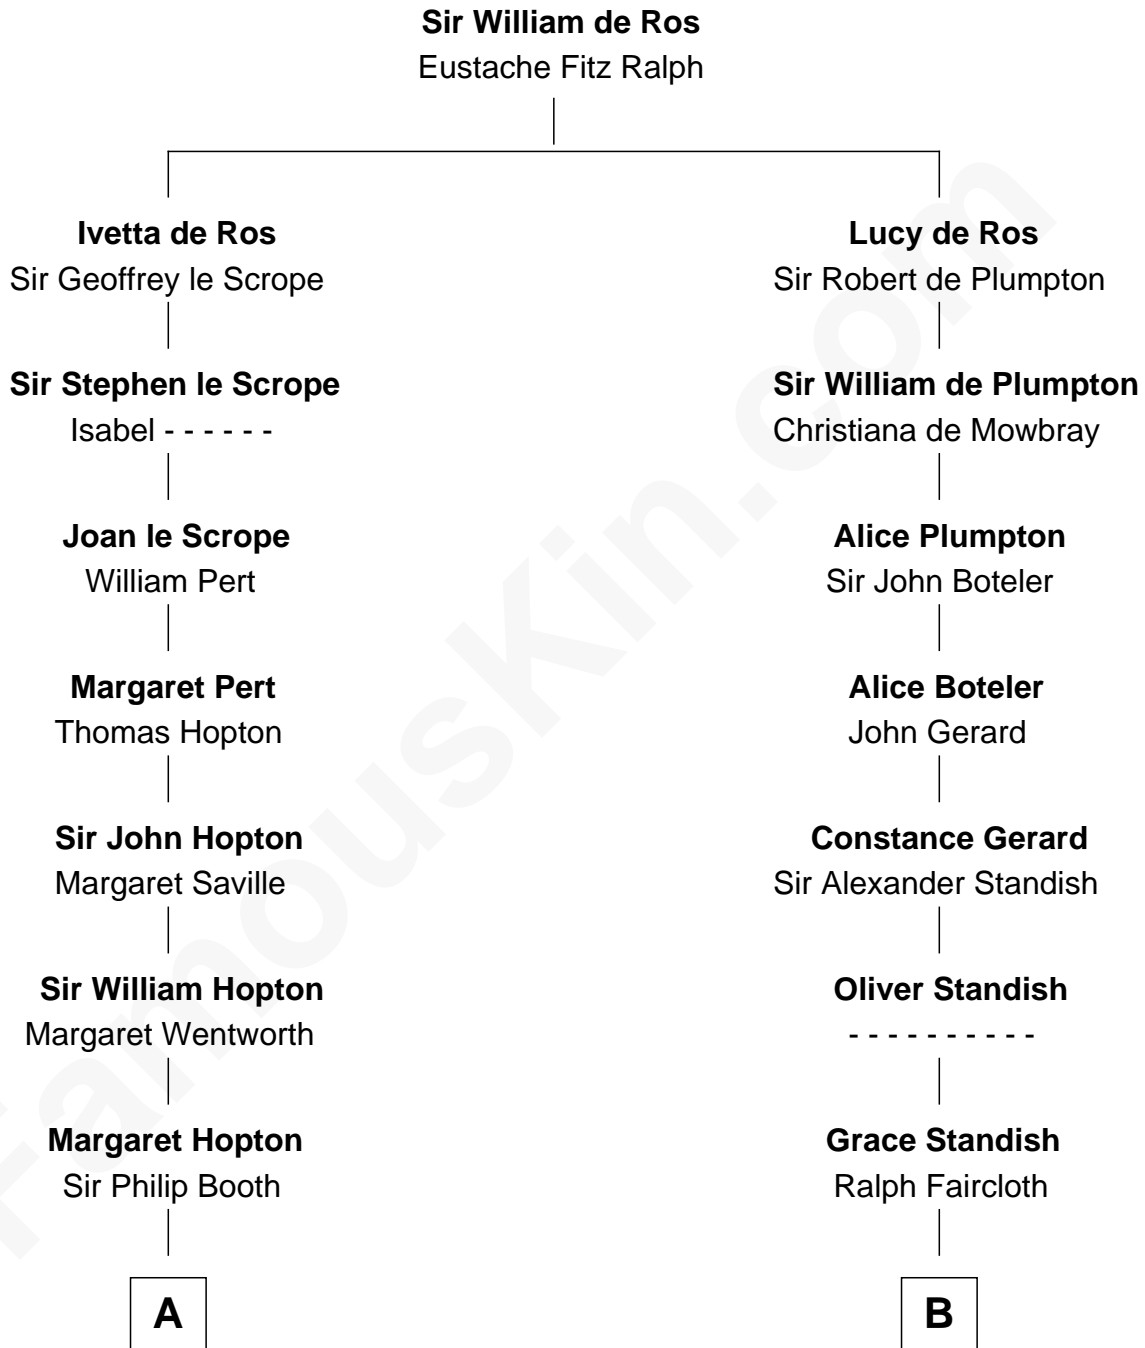 Sir William de Ros
Eustache Fitz Ralph
Ivetta de Ros
Sir Geoffrey le Scrope
Lucy de Ros
Sir Robert de Plumpton
Sir Stephen le Scrope
Isabel - - - - - -
Sir William de Plumpton
Christiana de Mowbray
Joan le Scrope
William Pert
Alice Plumpton
Sir John Boteler
Margaret Pert
Thomas Hopton
Alice Boteler
John Gerard
Sir John Hopton
Margaret Saville
Constance Gerard
Sir Alexander Standish
Sir William Hopton
Margaret Wentworth
Oliver Standish
- - - - - - - - - -
Margaret Hopton
Sir Philip Booth
Grace Standish
Ralph Faircloth
A
B
FamousKin.com